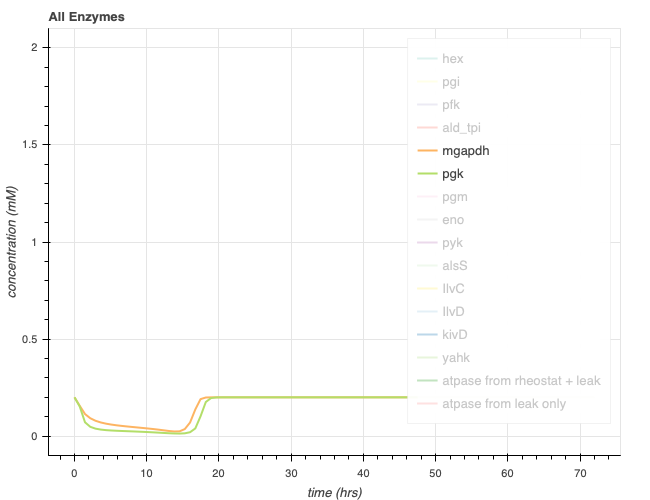 All Enzymes
concentration (mM)
2
1.5
1
0.5
0
hex
pgi
pfk
ald_tpi
mgapdh
pgk
pgm
eno
pyk
alsS
IlvC
IlvD
kivD
yahk
atpase from rheostat + leak
atpase from leak only
0 10 20 30 40 50 60 70
time (hrs)